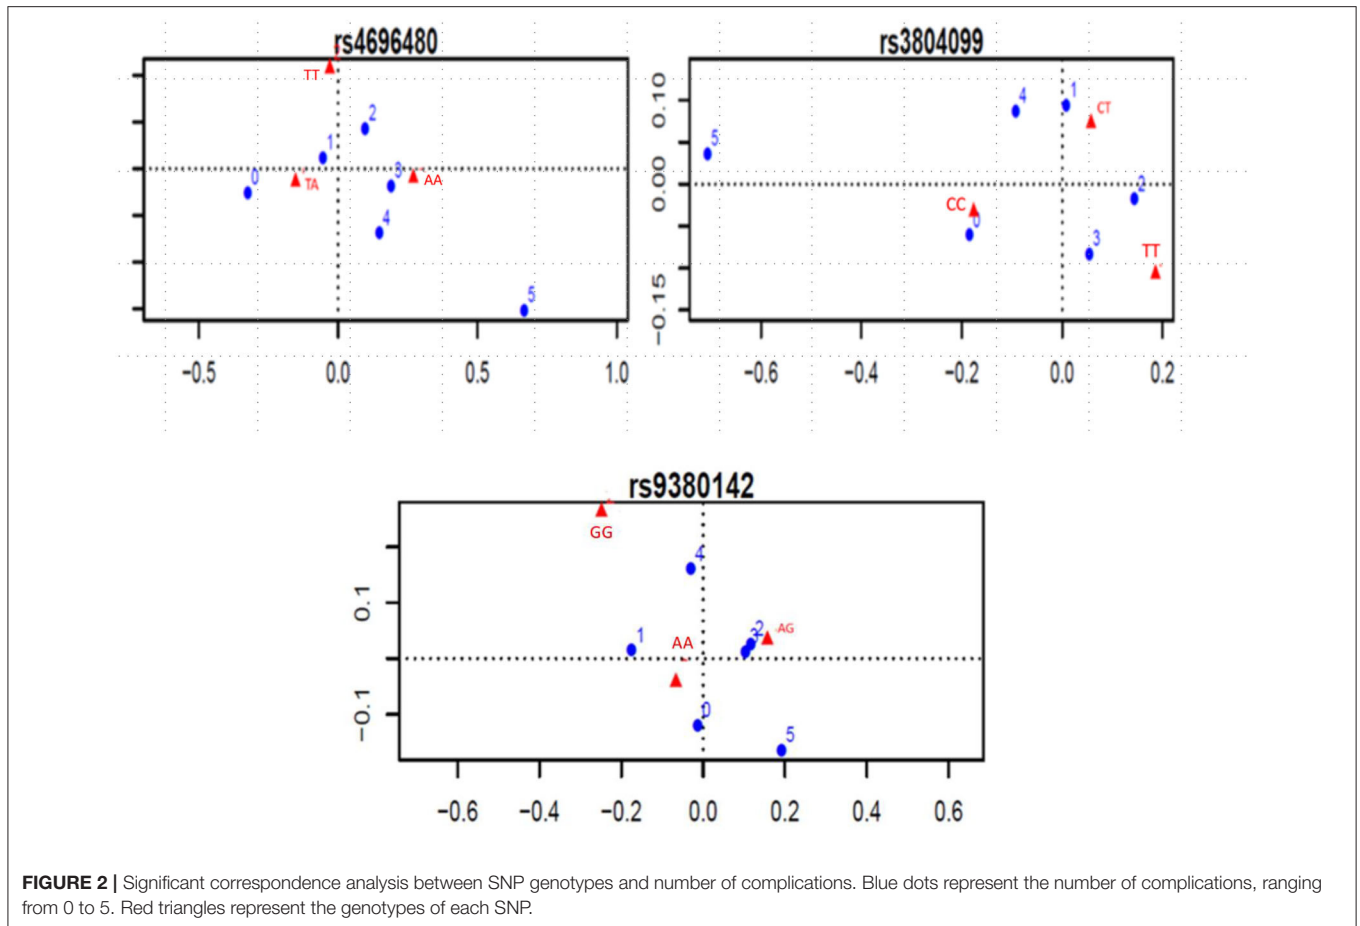 rs4696480
TT
2
1
0
TA
3
AA
4
5
−0.5 0.0 0.5 1.0
rs3804099
0.10
0.00
−0.15
4
1
CT
5
2
CC
0
3
TT
−0.6 −0.4 −0.2 0.0 0.2
rs9380142
GG
4
0.1
−0.1
1
AA
3
2
AG
0
5
−0.6 −0.4 −0.2 0.0 0.2 0.4 0.6
FIGURE 2 | Significant correspondence analysis between SNP genotypes and number of complications. Blue dots represent the number of complications, ranging
from 0 to 5. Red triangles represent the genotypes of each SNP.